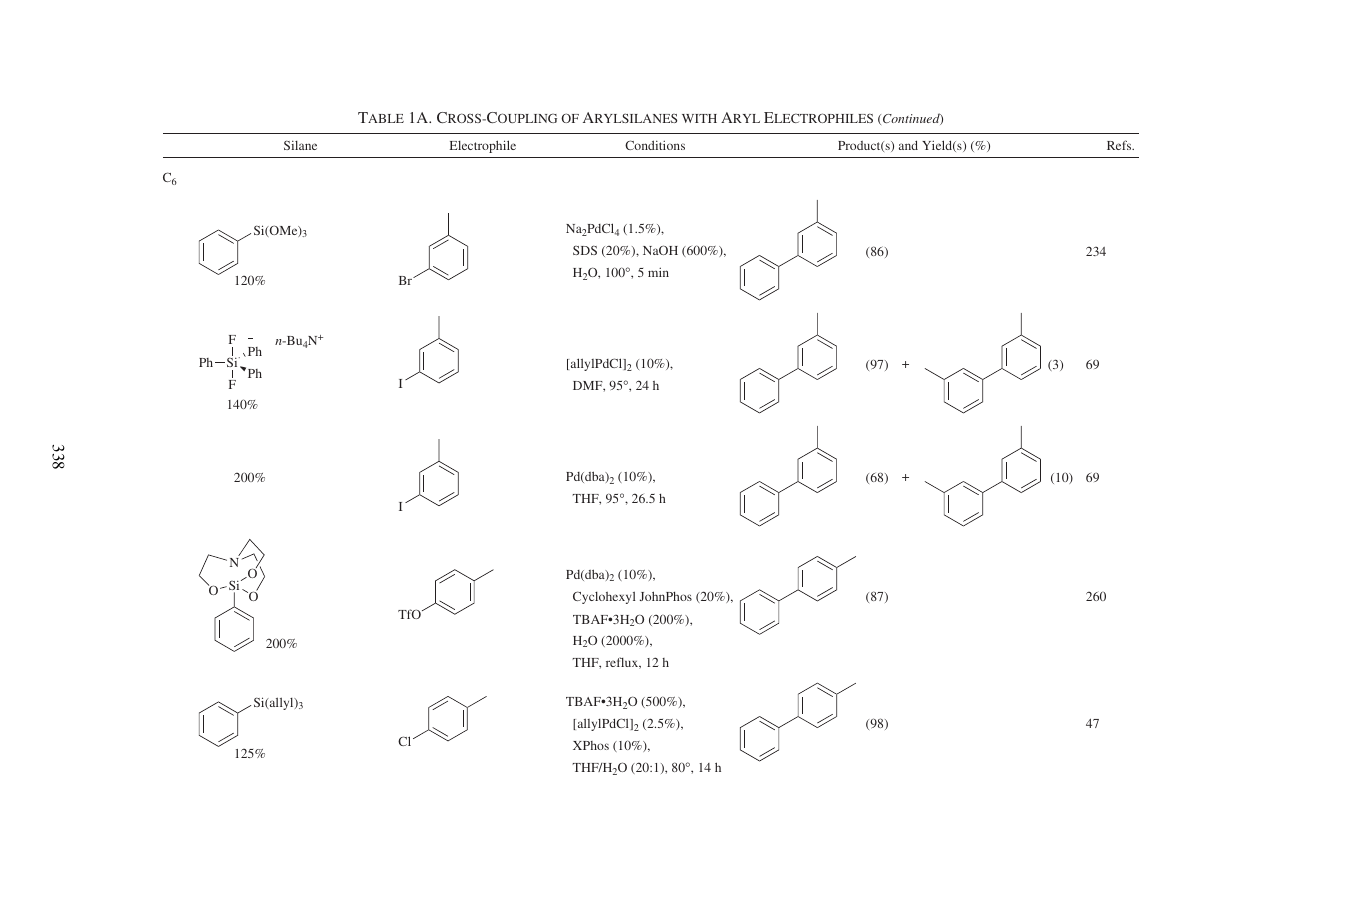 TABLE 1A. CROSS-COUPLING OF ARYLSILANES WITH ARYL ELECTROPHILES (Continued)
Silane Electrophile Conditions Product(s) and Yield(s) (%) Refs.
C6
Si(OMe)3
120%
Br
Na2PdCl4 (1.5%),
SDS (20%), NaOH (600%),
H2O, 100°, 5 min
(86)
234
F –
Ph Si Ph
Ph
F
n-Bu4N+
140%
I
[allylPdCl]2 (10%),
DMF, 95°, 24 h
(97) + (3)
69
200%
I
Pd(dba)2 (10%),
THF, 95°, 26.5 h
(68) + (10)
69
N
O Si O
O
200%
TfO
Pd(dba)2 (10%),
Cyclohexyl JohnPhos (20%),
TBAF•3H2O (200%),
H2O (2000%),
THF, reflux, 12 h
(87)
260
Si(allyl)3
125%
Cl
TBAF•3H2O (500%),
[allylPdCl]2 (2.5%),
XPhos (10%),
THF/H2O (20:1), 80°, 14 h
(98)
47
338